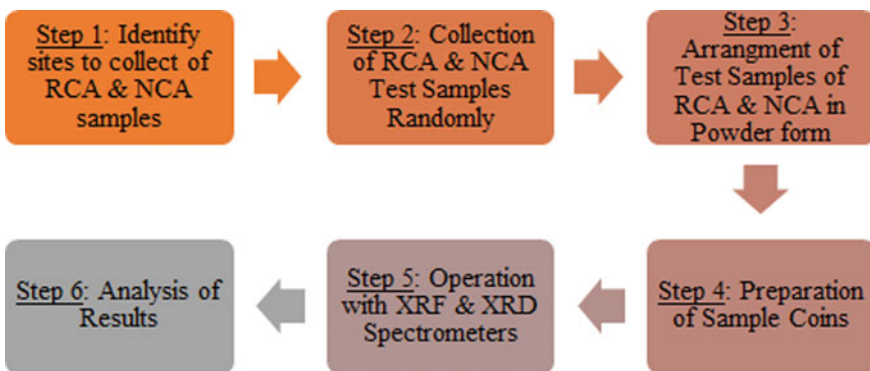 Step 1: Identify
sites to collect of
RCA & NCA
samples
Step 2: Collection
of RCA & NCA
Test Samples
Randomly
Step 3:
Arrangment of
Test Samples of
RCA & NCA in
Powder form
Step 4: Preparation
of Sample Coins
Step 5: Operation
with XRF & XRD
Spectrometers
Step 6: Analysis of
Results